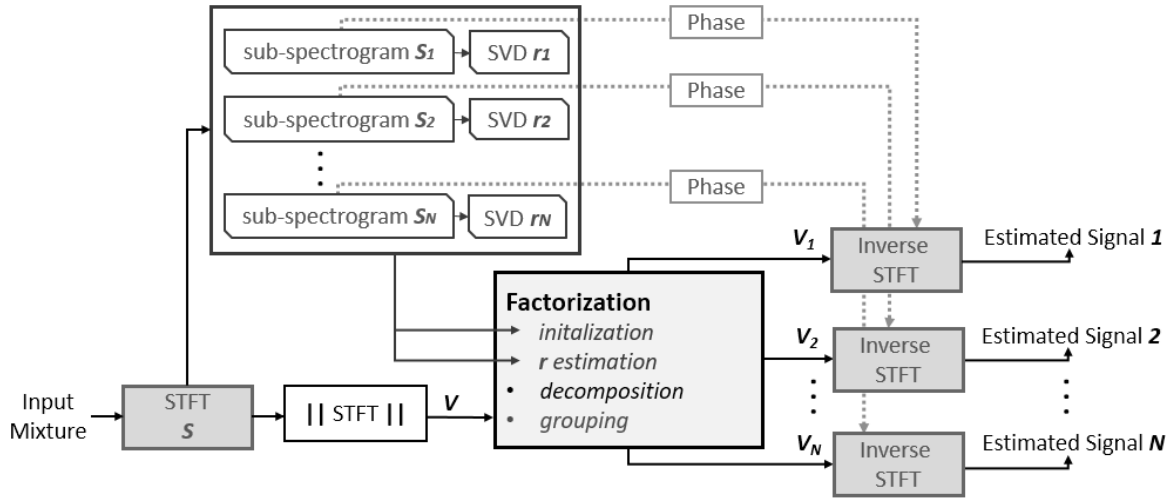 Phase
sub-spectrogram S1
SVD r1
Phase
sub-spectrogram S2
SVD r2
Phase
sub-spectrogram SN
SVD rN
V1
Inverse
STFT
Estimated Signal 1
Factorization
initalization
r estimation
• decomposition
• grouping
V2
Inverse
STFT
Estimated Signal 2
Input
Mixture
STFT
S
|| STFT ||
V
VN
Inverse
STFT
Estimated Signal N